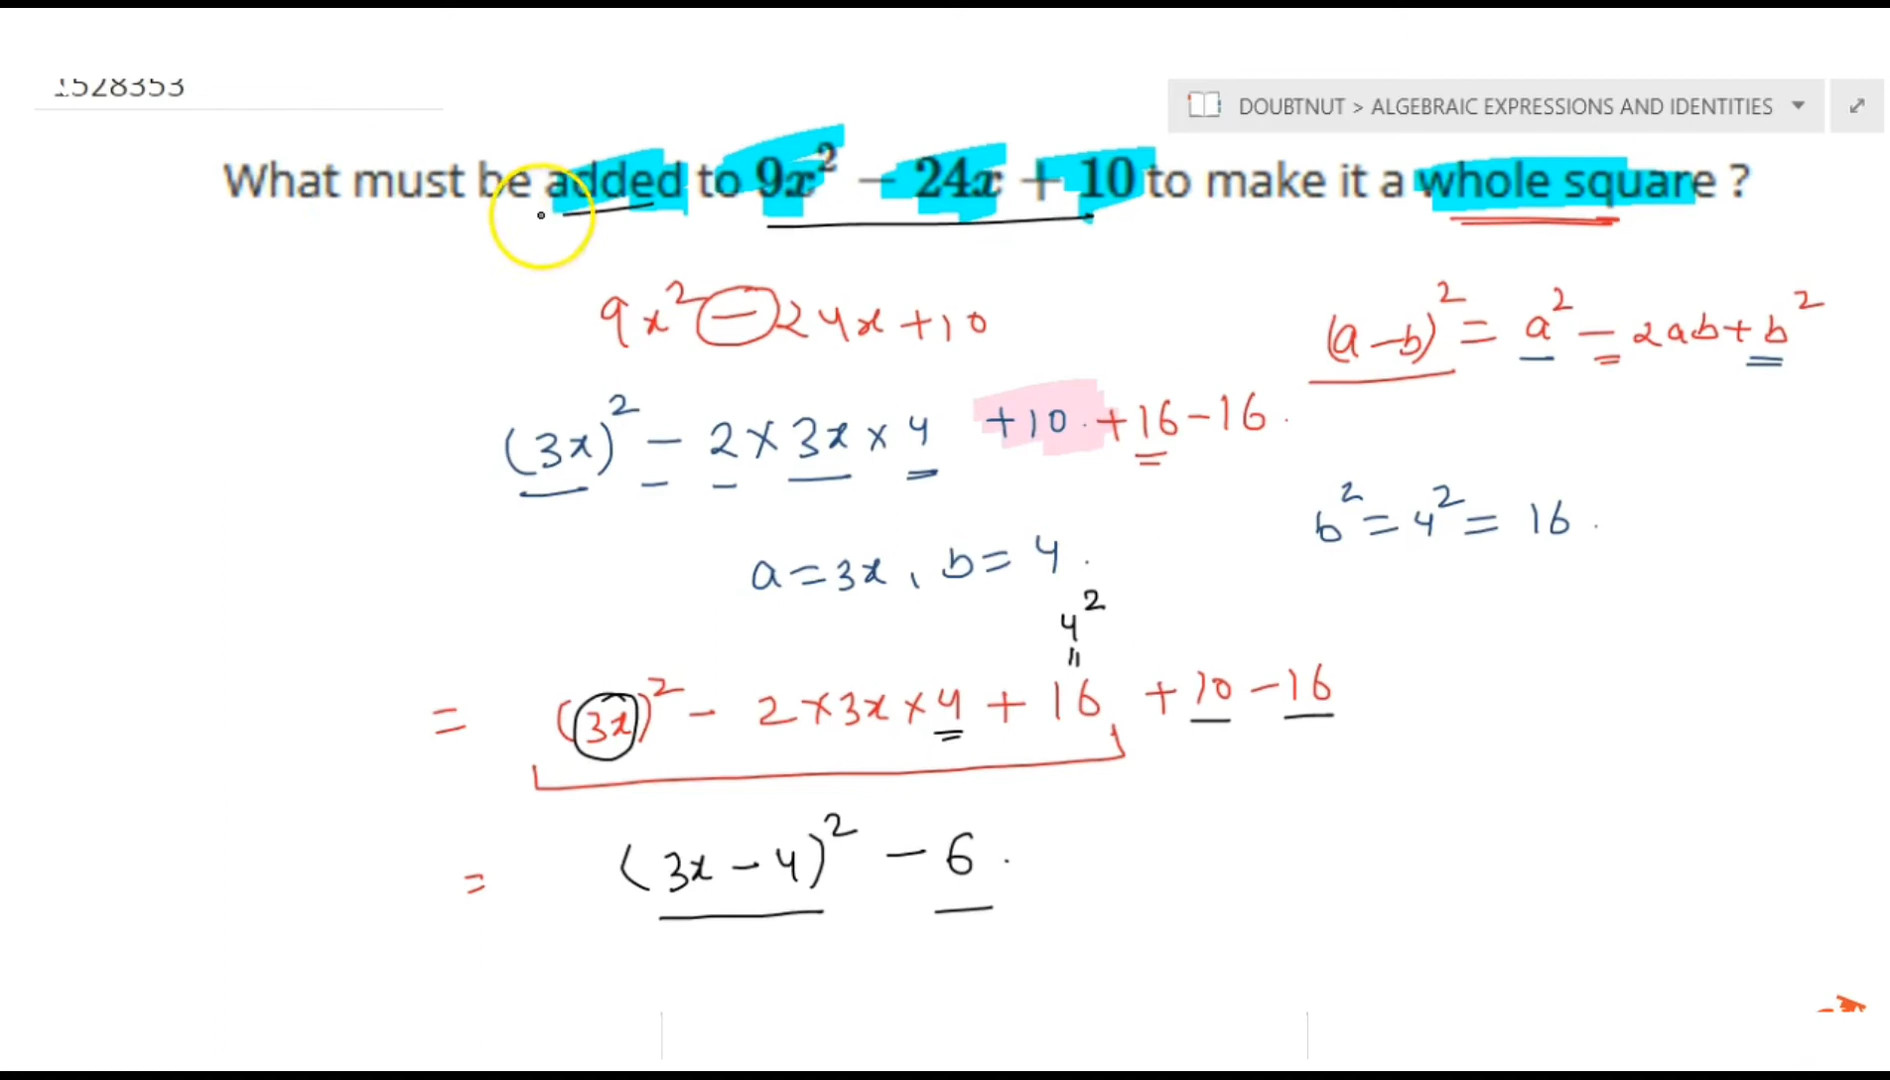 1528353
DOUBTNUT > ALGEBRAIC EXPRESSIONS AND IDENTITIES
What must be added to 9x² − 24x + 10 to make it a whole square ?
9x² − 24x + 10
(a − b)² = a² − 2ab + b²
(3x)² − 2 × 3x × 4 + 10 + 16 − 16 .
b² = 4² = 16 .
a = 3x , b = 4 .
4²
=
= (3x)² − 2 × 3x × 4 + 16 + 10 − 16
= (3x − 4)² − 6 .